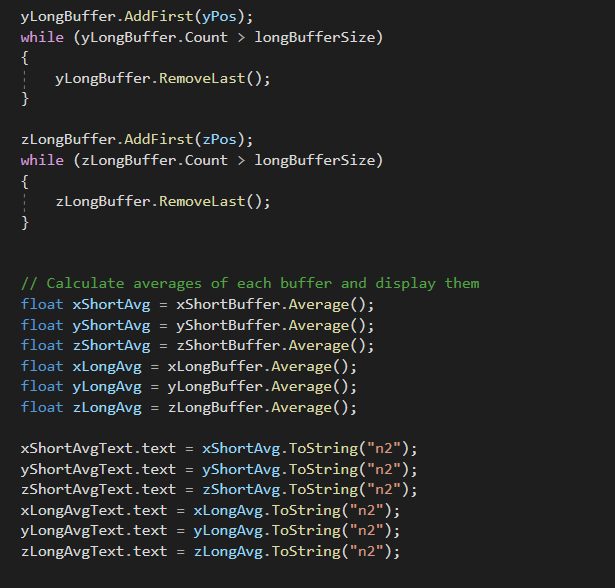 yLongBuffer.AddFirst(yPos);
while (yLongBuffer.Count > longBufferSize)
{
    yLongBuffer.RemoveLast();
}

zLongBuffer.AddFirst(zPos);
while (zLongBuffer.Count > longBufferSize)
{
    zLongBuffer.RemoveLast();
}

// Calculate averages of each buffer and display them
float xShortAvg = xShortBuffer.Average();
float yShortAvg = yShortBuffer.Average();
float zShortAvg = zShortBuffer.Average();
float xLongAvg = xLongBuffer.Average();
float yLongAvg = yLongBuffer.Average();
float zLongAvg = zLongBuffer.Average();

xShortAvgText.text = xShortAvg.ToString("n2");
yShortAvgText.text = yShortAvg.ToString("n2");
zShortAvgText.text = zShortAvg.ToString("n2");
xLongAvgText.text = xLongAvg.ToString("n2");
yLongAvgText.text = yLongAvg.ToString("n2");
zLongAvgText.text = zLongAvg.ToString("n2");